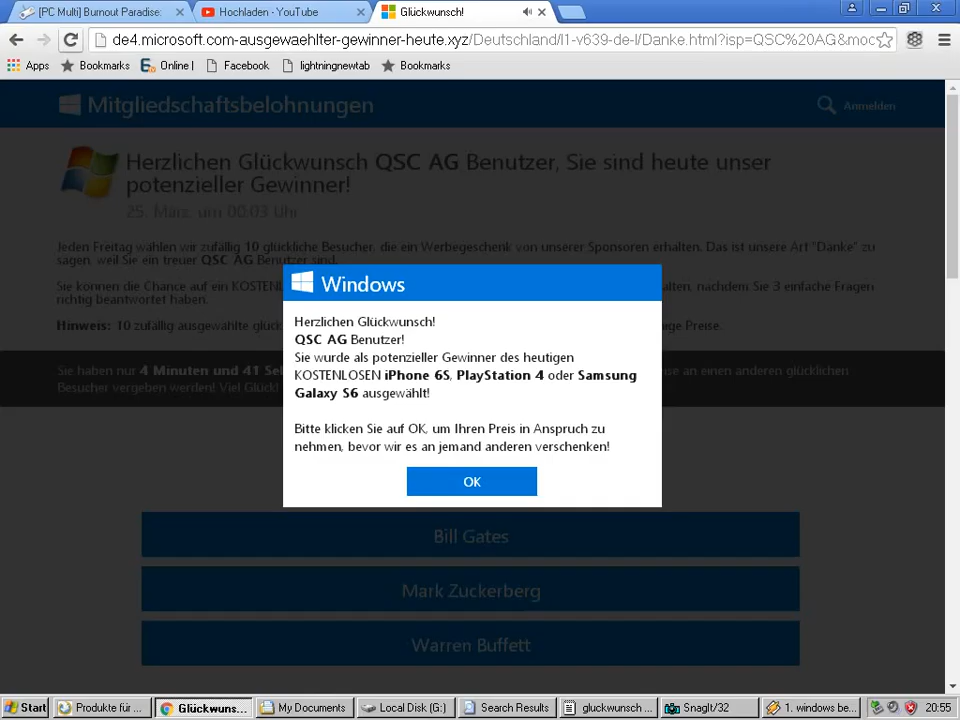 [PC Multi] Burnout Paradise:
Hochladen - YouTube
Glückwunsch!
de4.microsoft.com-ausgewaehlter-gewinner-heute.xyz/Deutschland/l1-v639-de-l/Danke.html?isp=QSC%20AG&moc
Apps
Bookmarks
Online |
Facebook
lightningnewtab
Bookmarks
Mitgliedschaftsbelohnungen
Anmelden
Herzlichen Glückwunsch QSC AG Benutzer, Sie sind heute unser
potenzieller Gewinner!
25. März. um 00:03 Uhr
Jeden Freitag wählen wir zufällig 10 glückliche Besucher, die ein Werbegeschenk von unserer Sponsoren erhalten. Das ist unsere Art "Danke" zu
sagen, weil Sie ein treuer QSC AG Benutzer sind.
Sie können die Chance auf ein KOSTENL alten, nachdem Sie 3 einfache Fragen
richtig beantwortet haben.
Hinweis: 10 zufällig ausgewählte glück nige Preise.
Sie haben nur 4 Minuten und 41 Sel ise an einen anderen glücklichen
Besucher vergeben werden! Viel Glück!
Windows
Herzlichen Glückwunsch!
QSC AG Benutzer!
Sie wurde als potenzieller Gewinner des heutigen
KOSTENLOSEN iPhone 6S, PlayStation 4 oder Samsung
Galaxy S6 ausgewählt!
Bitte klicken Sie auf OK, um Ihren Preis in Anspruch zu
nehmen, bevor wir es an jemand anderen verschenken!
OK
Bill Gates
Mark Zuckerberg
Warren Buffett
Start
Produkte für ...
Glückwuns...
My Documents
Local Disk (G:)
Search Results
gluckwunsch ...
SnagIt/32
1. windows be...
20:55